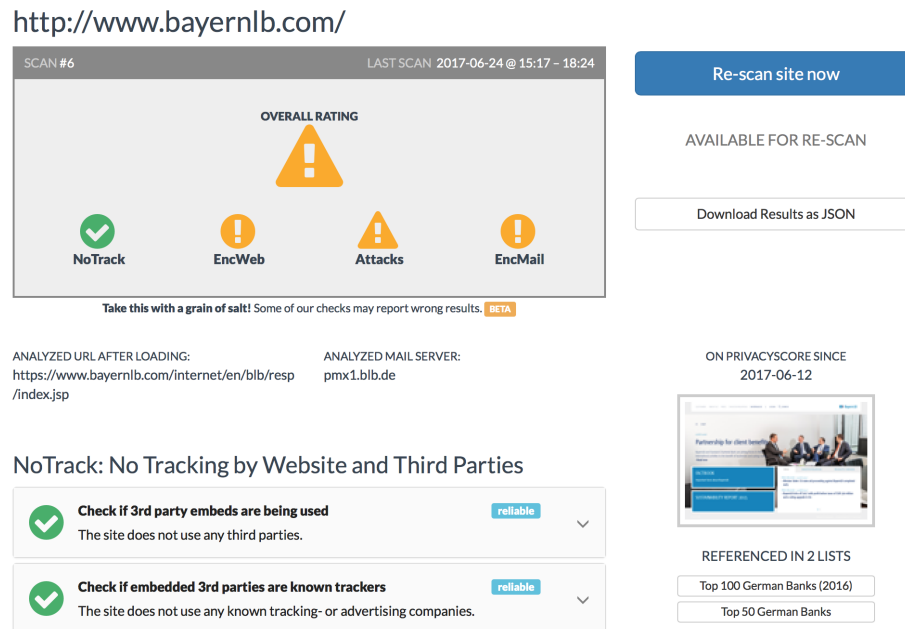 http://www.bayernlb.com/
SCAN #6
LAST SCAN 2017-06-24 @ 15:17 – 18:24
OVERALL RATING
NoTrack
EncWeb
Attacks
EncMail
Take this with a grain of salt! Some of our checks may report wrong results. BETA
Re-scan site now
AVAILABLE FOR RE-SCAN
Download Results as JSON
ANALYZED URL AFTER LOADING:
https://www.bayernlb.com/internet/en/blb/resp
/index.jsp
ANALYZED MAIL SERVER:
pmx1.blb.de
ON PRIVACYSCORE SINCE
2017-06-12
Partnership for client benefit
REFERENCED IN 2 LISTS
Top 100 German Banks (2016)
Top 50 German Banks
NoTrack: No Tracking by Website and Third Parties
Check if 3rd party embeds are being used
reliable
The site does not use any third parties.
Check if embedded 3rd parties are known trackers
reliable
The site does not use any known tracking- or advertising companies.